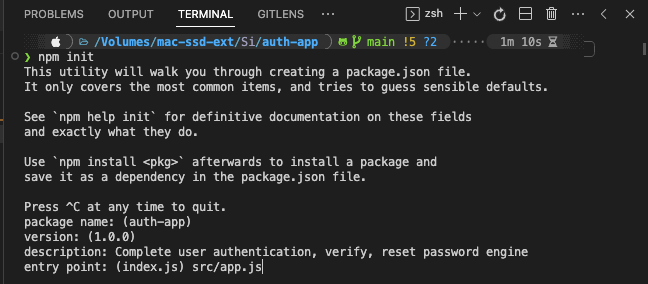 PROBLEMS OUTPUT TERMINAL GITLENS ··· zsh
/Volumes/mac-ssd-ext/Si/auth-app main !5 ?2 ····· 1m 10s
❯ npm init
This utility will walk you through creating a package.json file.
It only covers the most common items, and tries to guess sensible defaults.
See `npm help init` for definitive documentation on these fields
and exactly what they do.
Use `npm install <pkg>` afterwards to install a package and
save it as a dependency in the package.json file.
Press ^C at any time to quit.
package name: (auth-app)
version: (1.0.0)
description: Complete user authentication, verify, reset password engine
entry point: (index.js) src/app.js